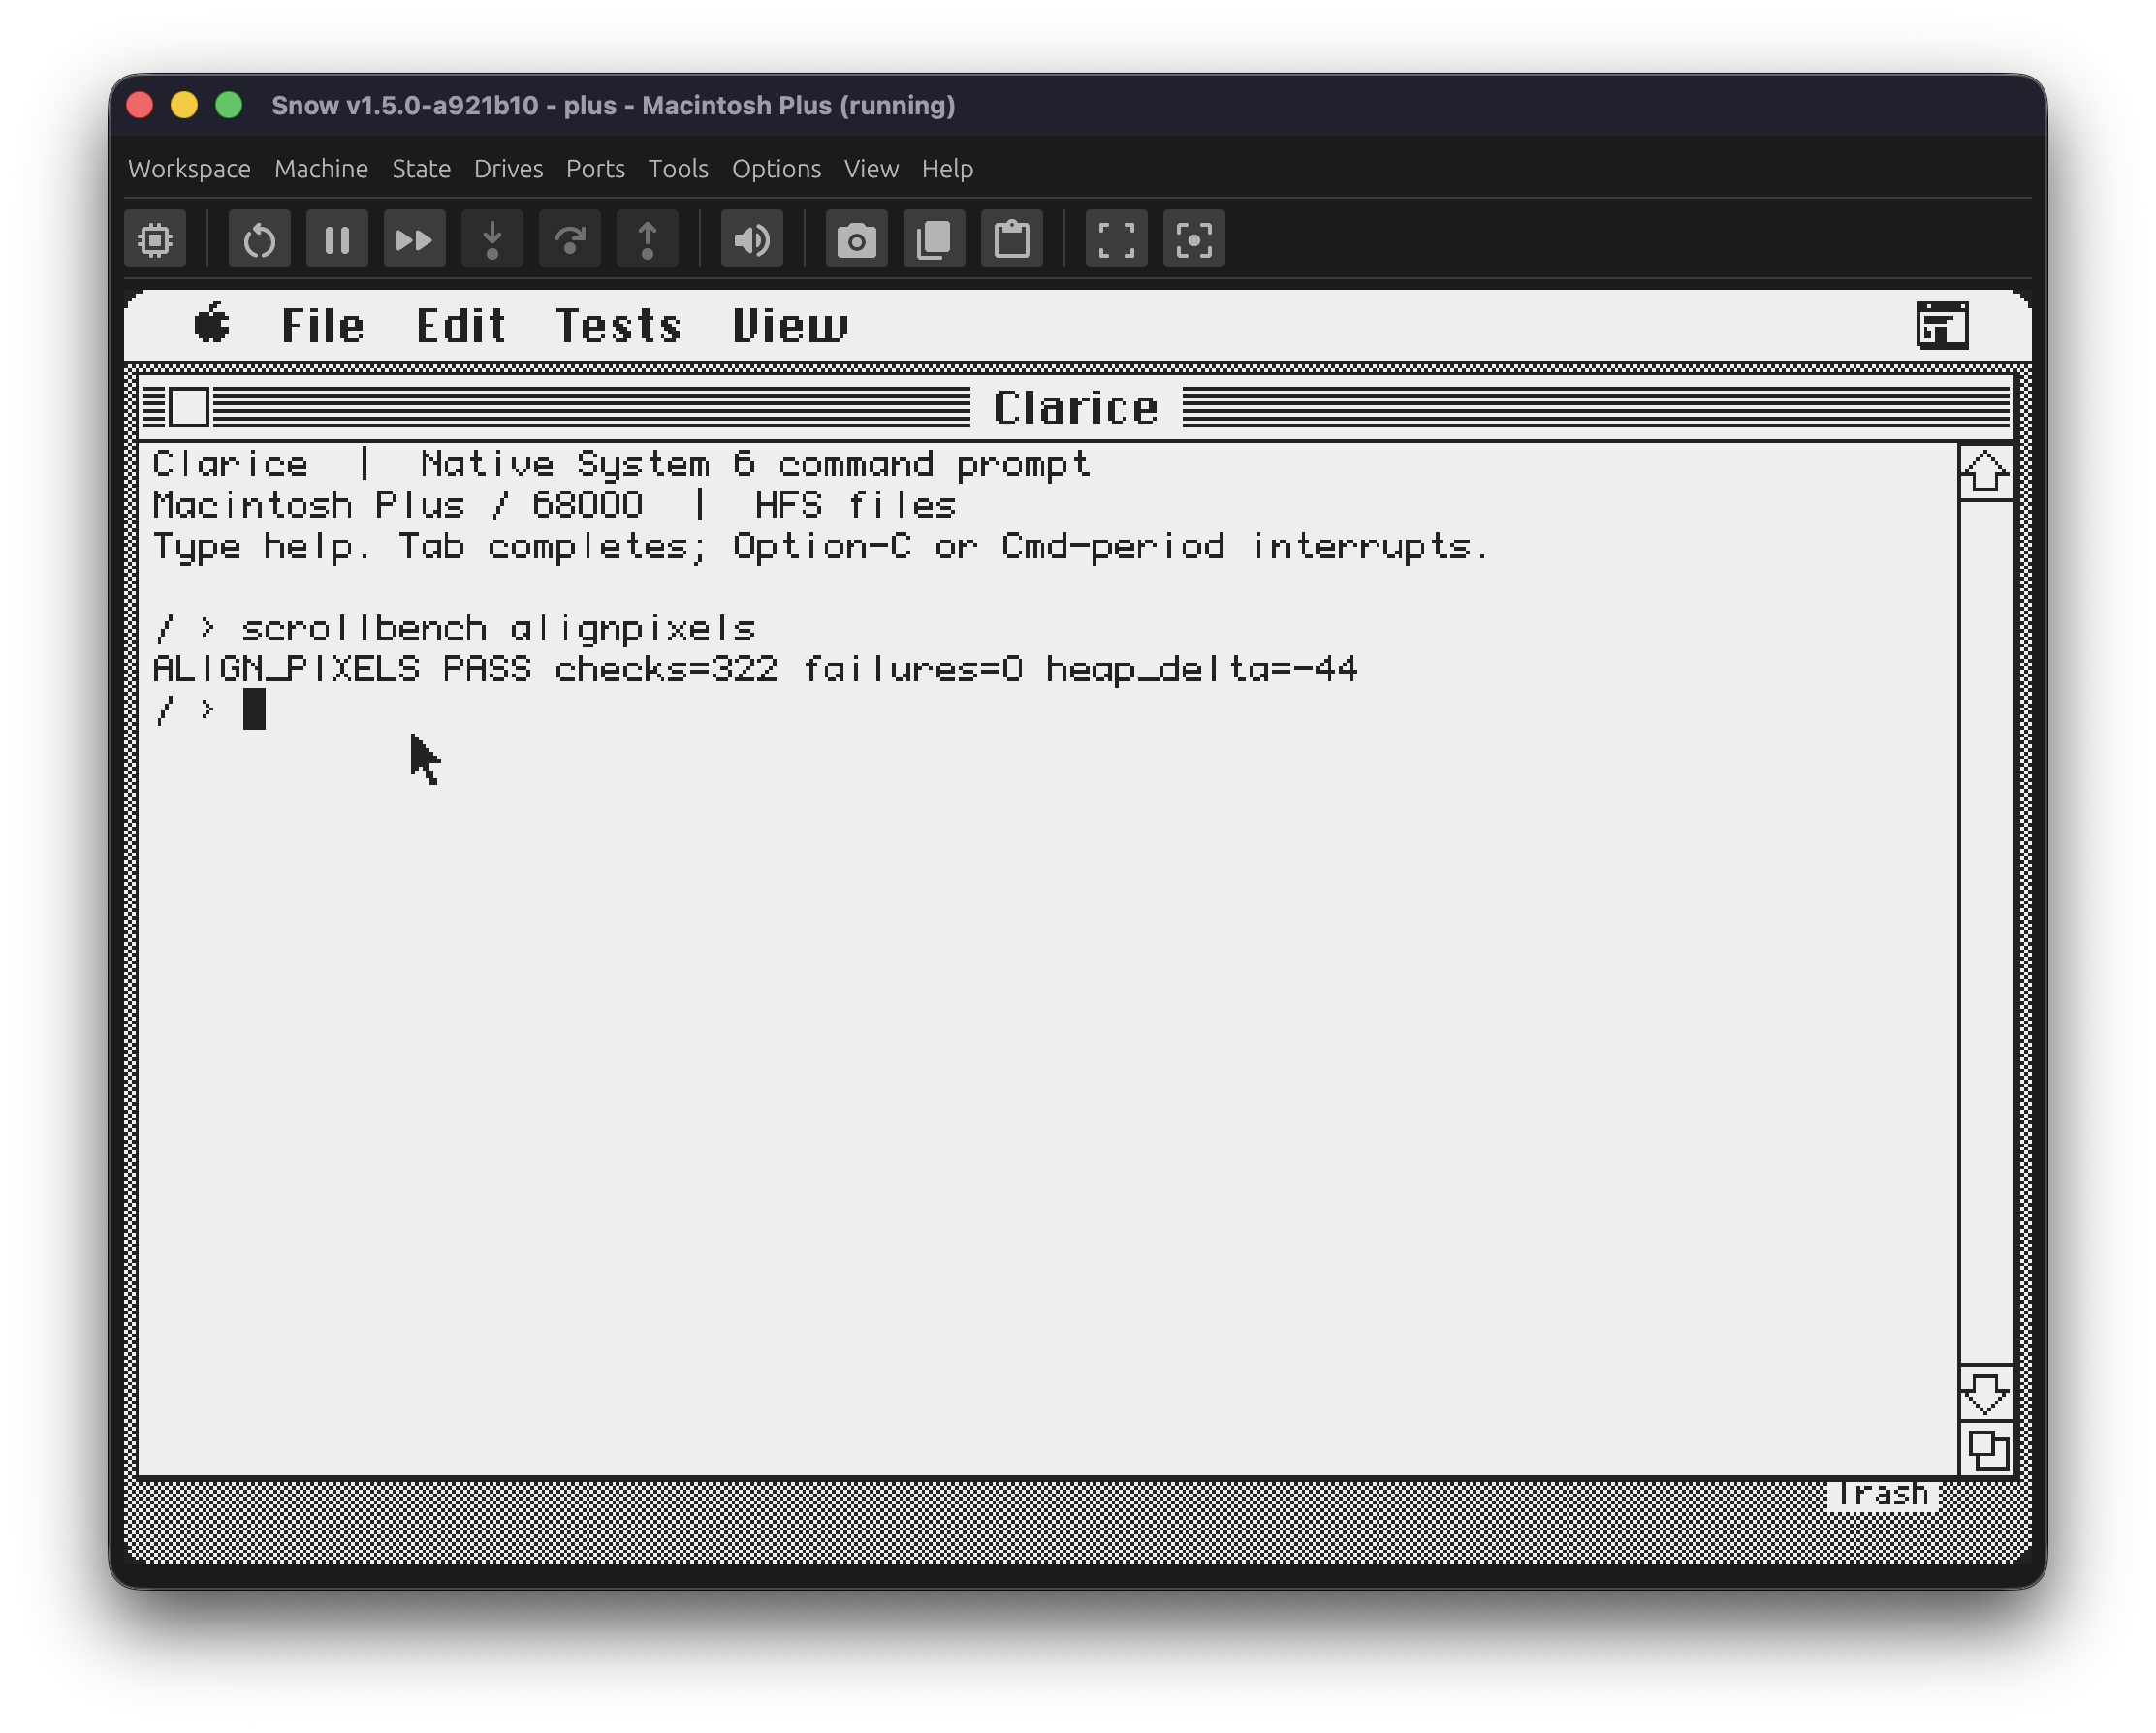 Snow v1.5.0-a921b10 - plus - Macintosh Plus (running)
Workspace Machine State Drives Ports Tools Options View Help
File Edit Tests View
Clarice
Clarice | Native System 6 command prompt
Macintosh Plus / 68000 | HFS files
Type help. Tab completes; Option-C or Cmd-period interrupts.
/ > scrollbench alignpixels
ALIGN_PIXELS PASS checks=322 failures=0 heap_delta=-44
/ >
Trash